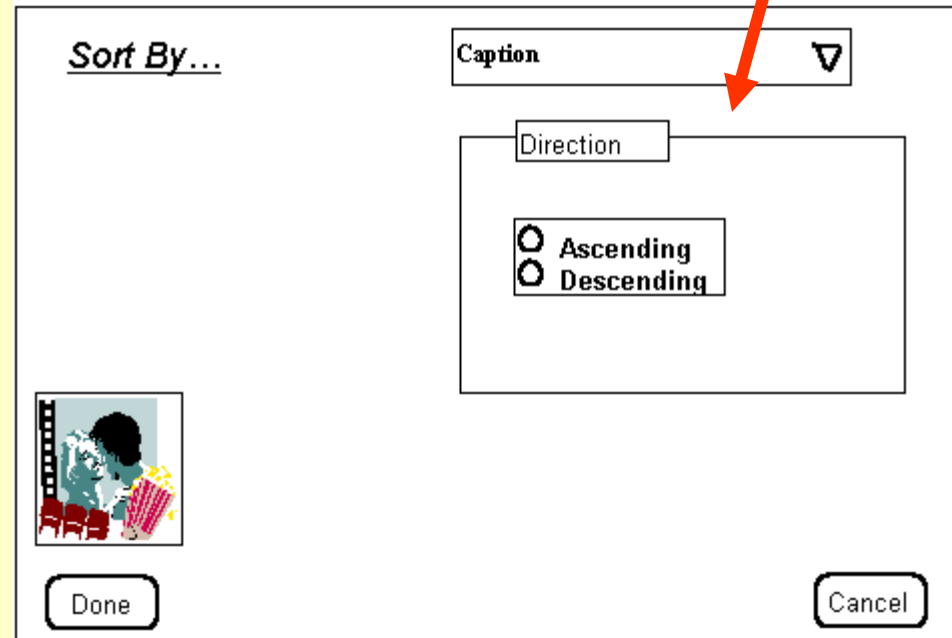 Sort By...
Caption
Direction
Ascending
Descending
Done
Cancel